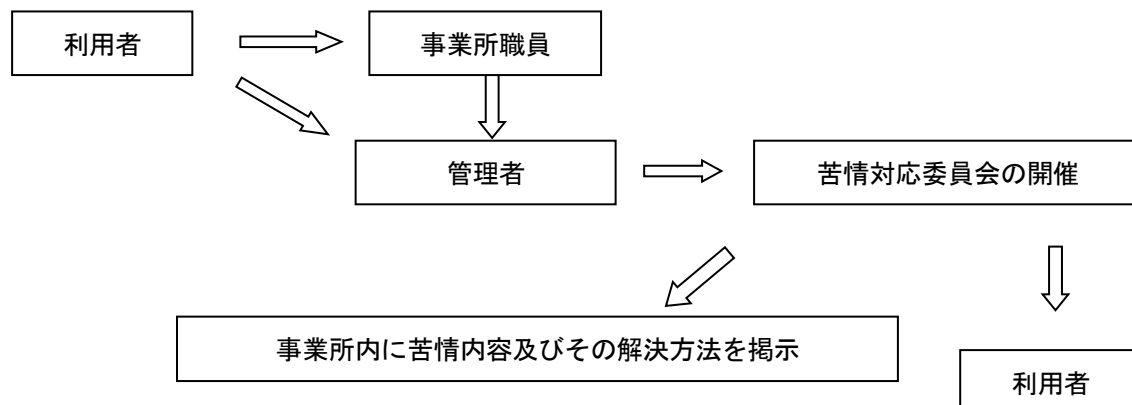 利用者
事業所職員
管理者
苦情対応委員会の開催
事業所内に苦情内容及びその解決方法を掲示
利用者